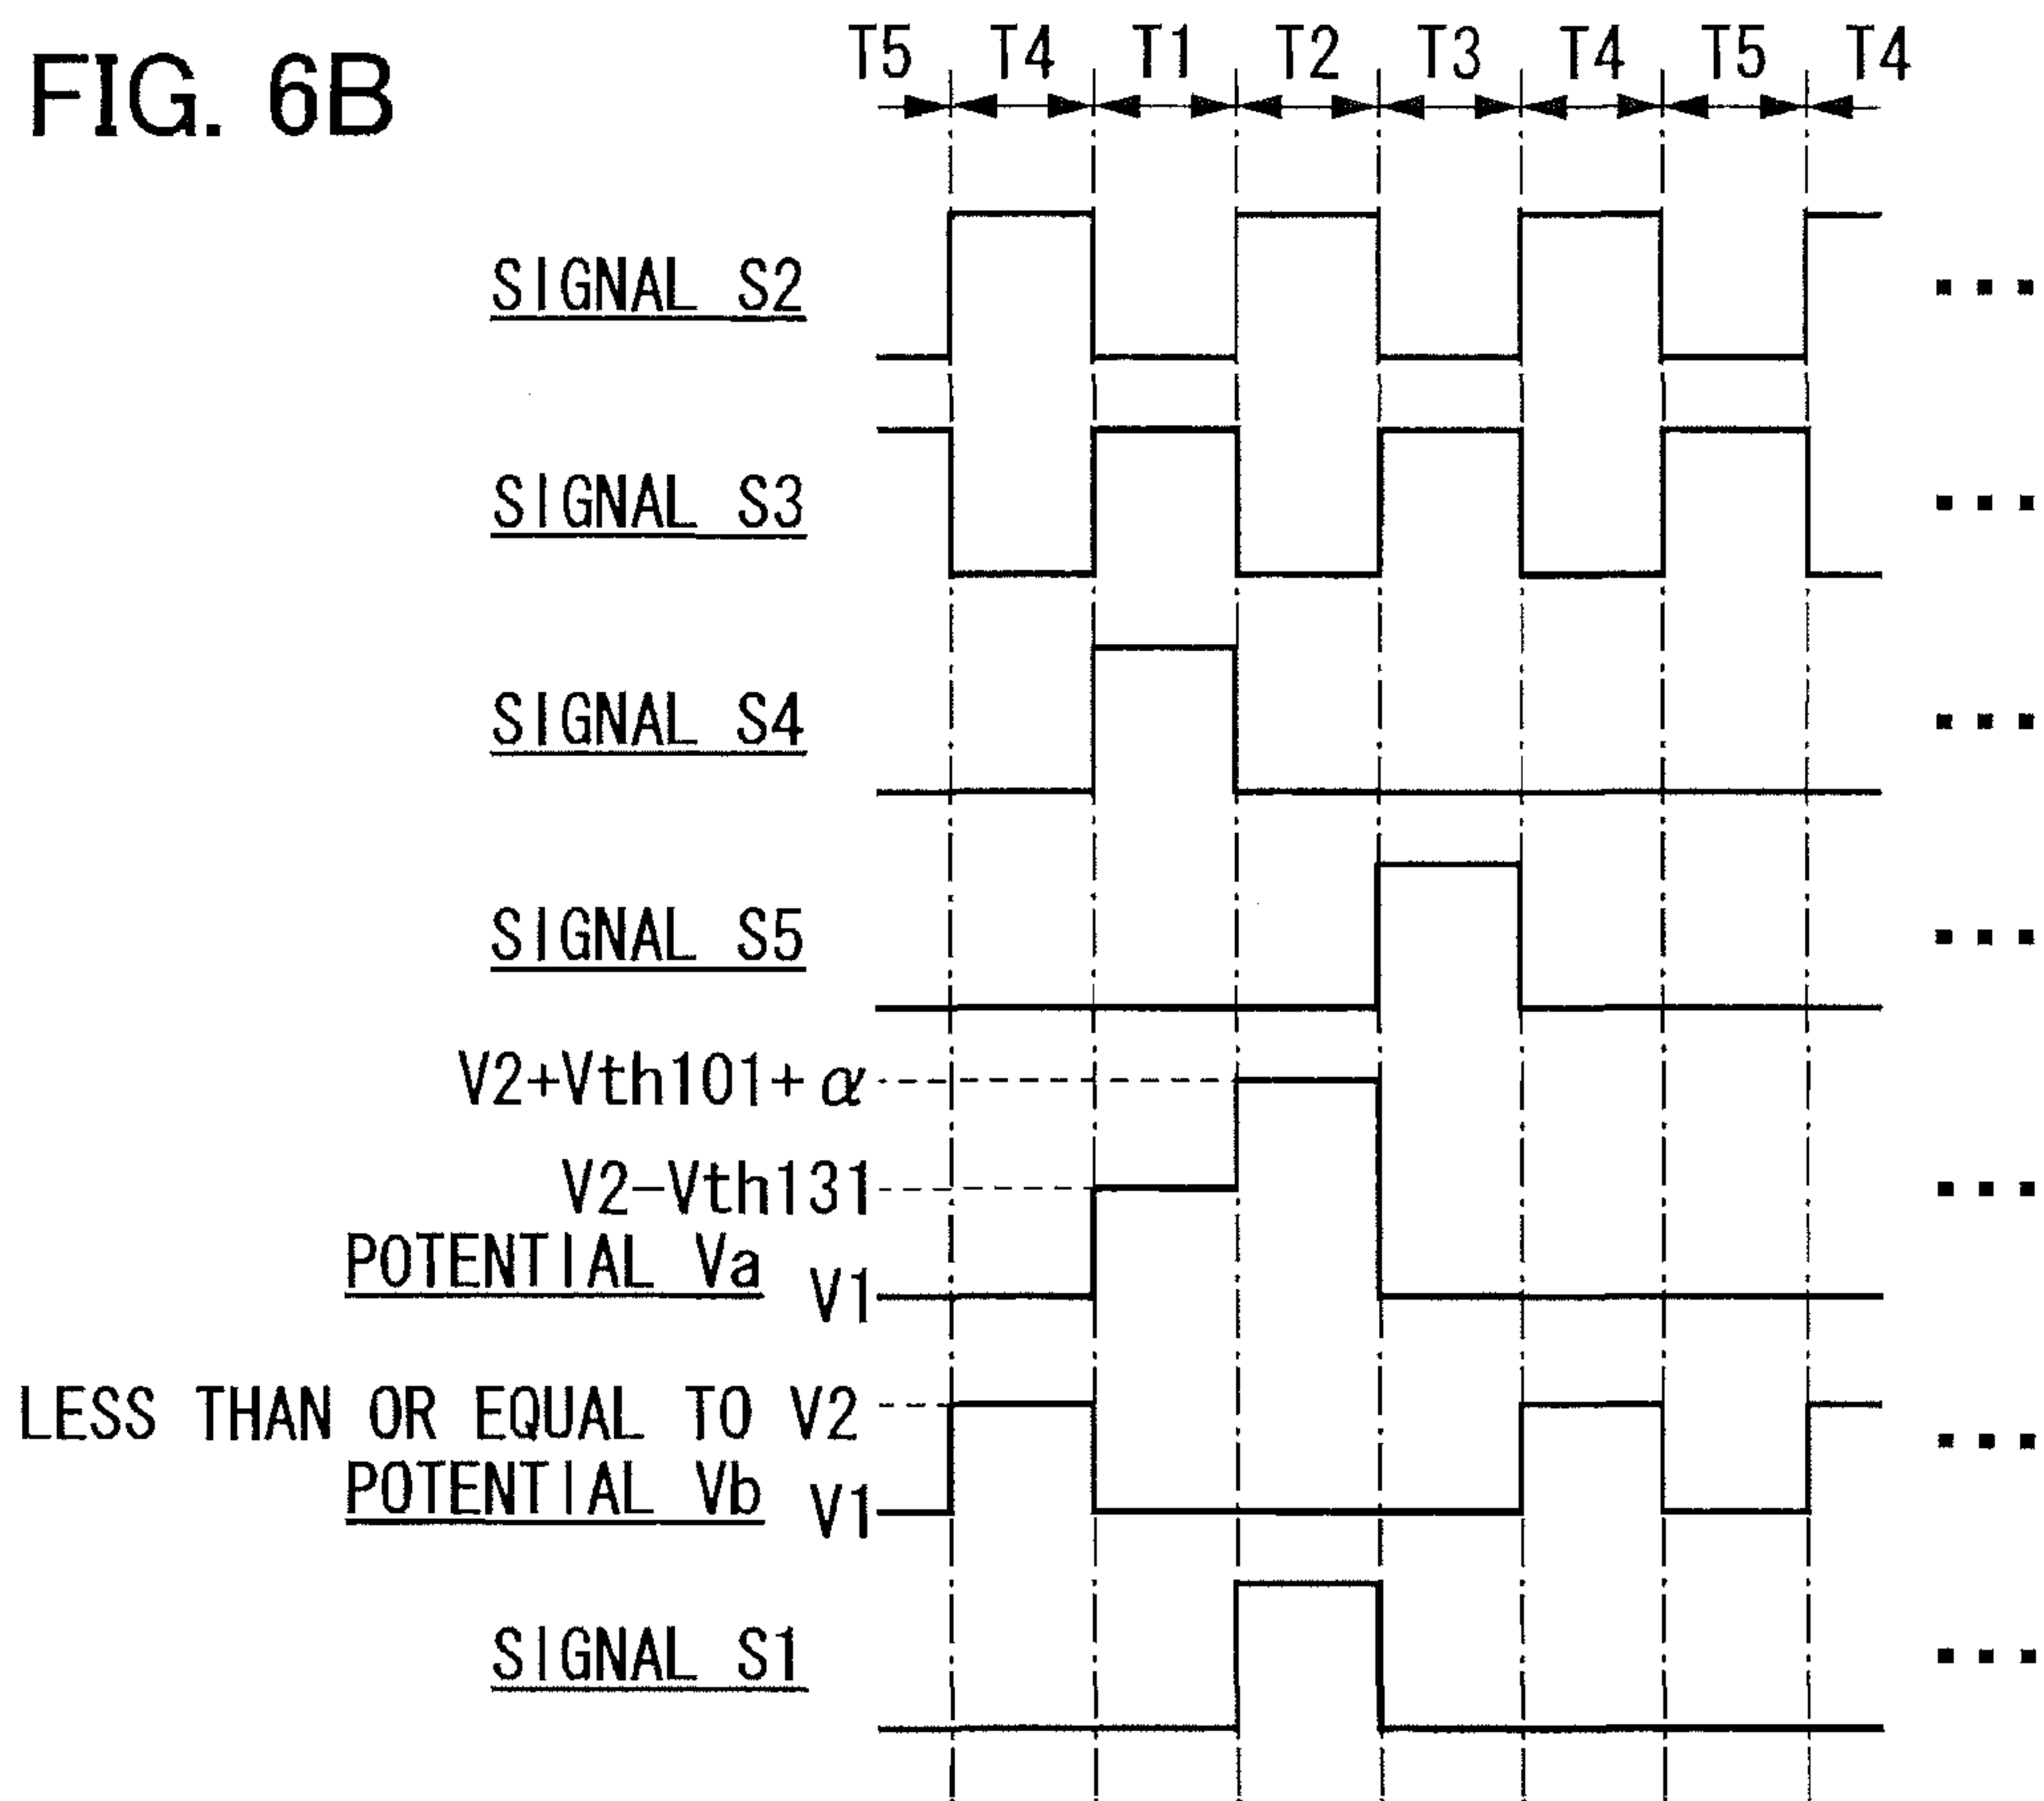 FIG. 6B
T5 T4 T1 T2 T3 T4 T5 T4
SIGNAL S2
SIGNAL S3
SIGNAL S4
SIGNAL S5
V2+Vth101+α
V2-Vth131
POTENTIAL Va V1
LESS THAN OR EQUAL TO V2
POTENTIAL Vb V1
SIGNAL S1